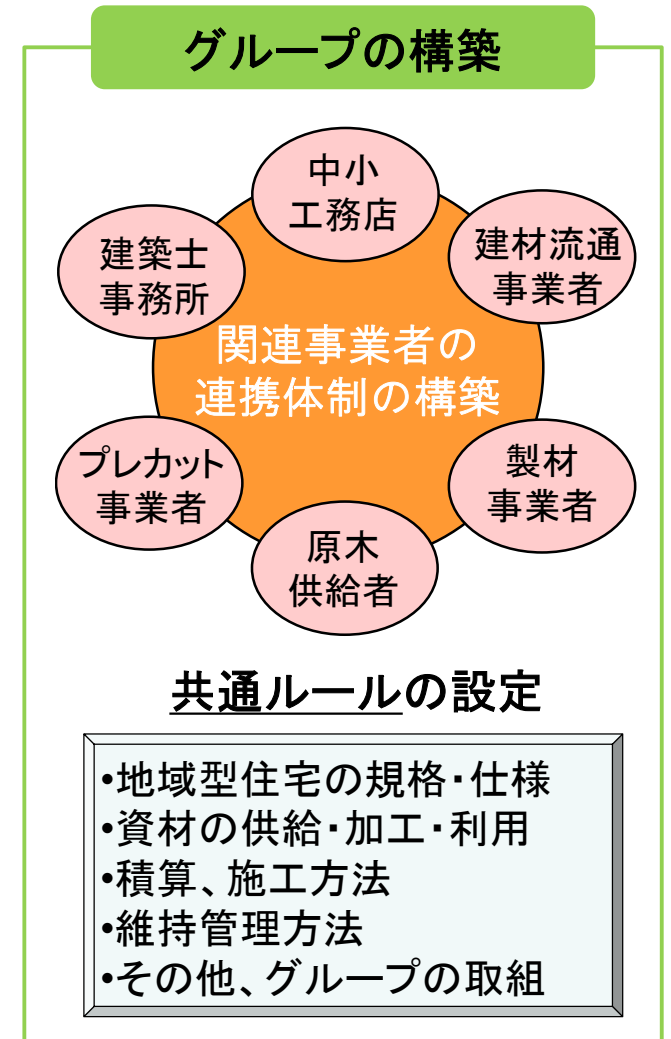 グループの構築
中小
工務店
建築士
事務所
建材流通
事業者
関連事業者の
連携体制の構築
プレカット
事業者
製材
事業者
原木
供給者
共通ルールの設定
•地域型住宅の規格・仕様
•資材の供給・加工・利用
•積算、施工方法
•維持管理方法
•その他、グループの取組